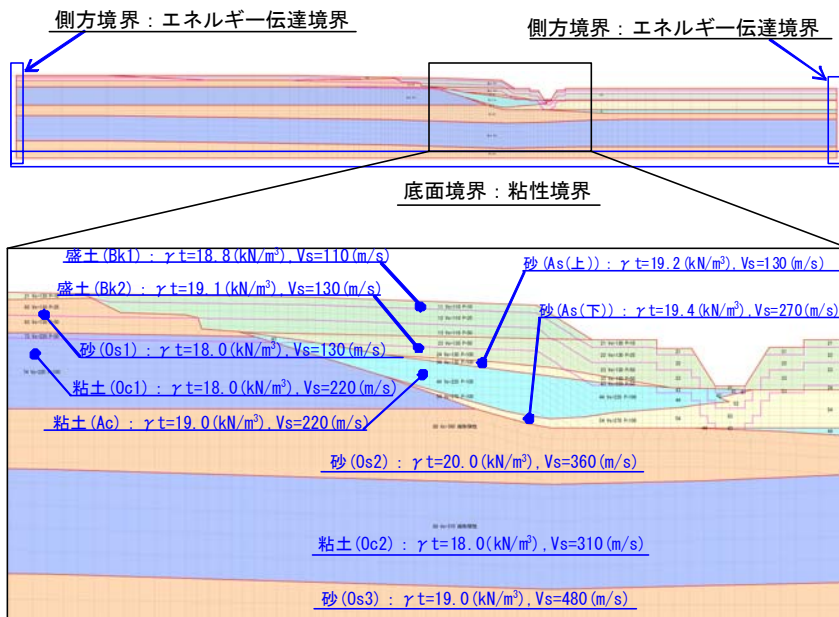 側方境界：エネルギー伝達境界
側方境界：エネルギー伝達境界
底面境界：粘性境界
盛土(Bk1)：γt=18.8(kN/m³),Vs=110(m/s)
砂(As(上))：γt=19.2(kN/m³),Vs=130(m/s)
盛土(Bk2)：γt=19.1(kN/m³),Vs=130(m/s)
砂(As(下))：γt=19.4(kN/m³),Vs=270(m/s)
砂(Os1)：γt=18.0(kN/m³),Vs=130(m/s)
粘土(Oc1)：γt=18.0(kN/m³),Vs=220(m/s)
粘土(Ac)：γt=19.0(kN/m³),Vs=220(m/s)
砂(Os2)：γt=20.0(kN/m³),Vs=360(m/s)
粘土(Oc2)：γt=18.0(kN/m³),Vs=310(m/s)
砂(Os3)：γt=19.0(kN/m³),Vs=480(m/s)